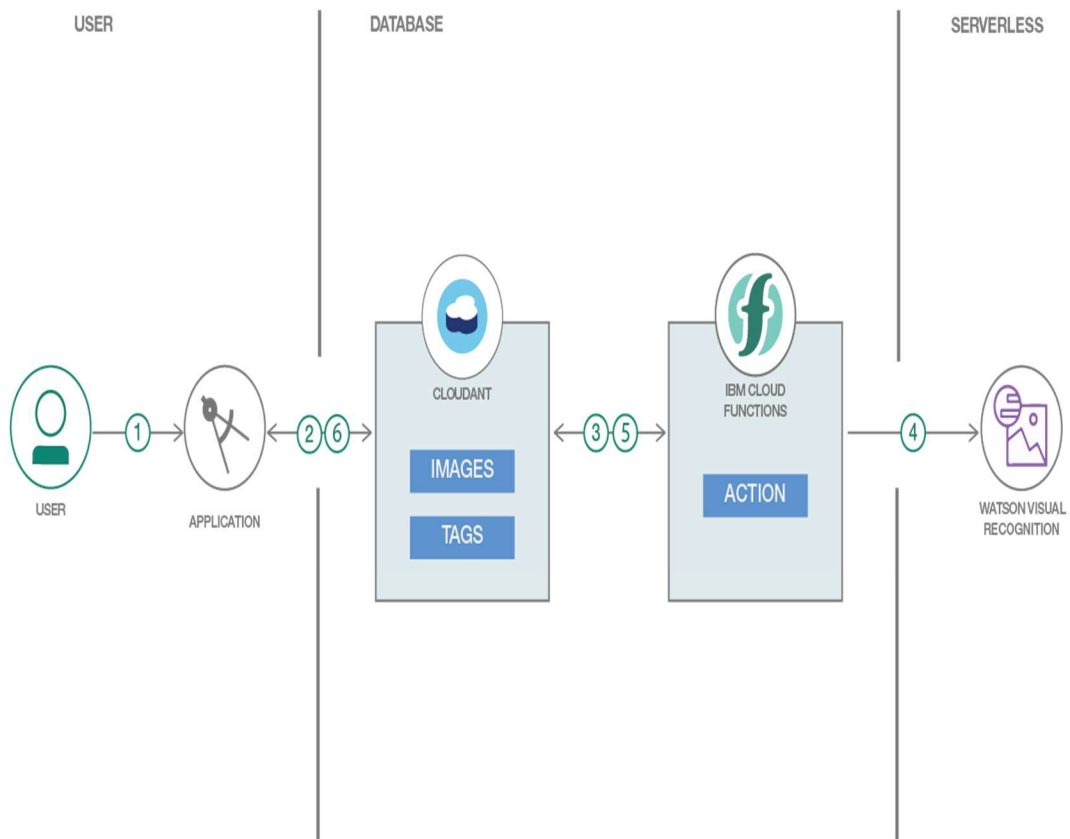 USER
DATABASE
SERVERLESS
CLOUDANT
IMAGES
TAGS
IBM CLOUD
FUNCTIONS
ACTION
1
2
6
3
5
4
USER
APPLICATION
WATSON VISUAL
RECOGNITION